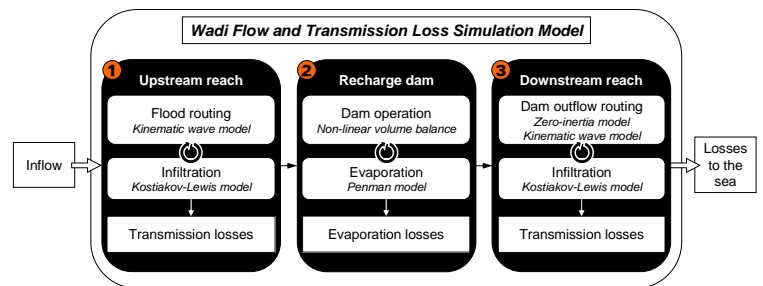 Wadi Flow and Transmission Loss Simulation Model
1
Upstream reach
Flood routing
Kinematic wave model
Infiltration
Kostiakov-Lewis model
Transmission losses
2
Recharge dam
Dam operation
Non-linear volume balance
Evaporation
Penman model
Evaporation losses
3
Downstream reach
Dam outflow routing
Zero-inertia model
Kinematic wave model
Infiltration
Kostiakov-Lewis model
Transmission losses
Inflow
Losses
to the
sea